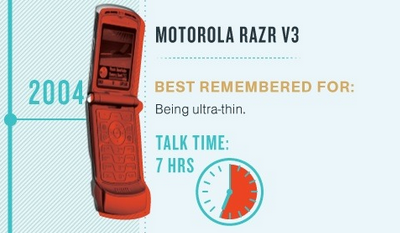 MOTOROLA RAZR V3
2004
BEST REMEMBERED FOR:
Being ultra-thin.
TALK TIME:
7 HRS